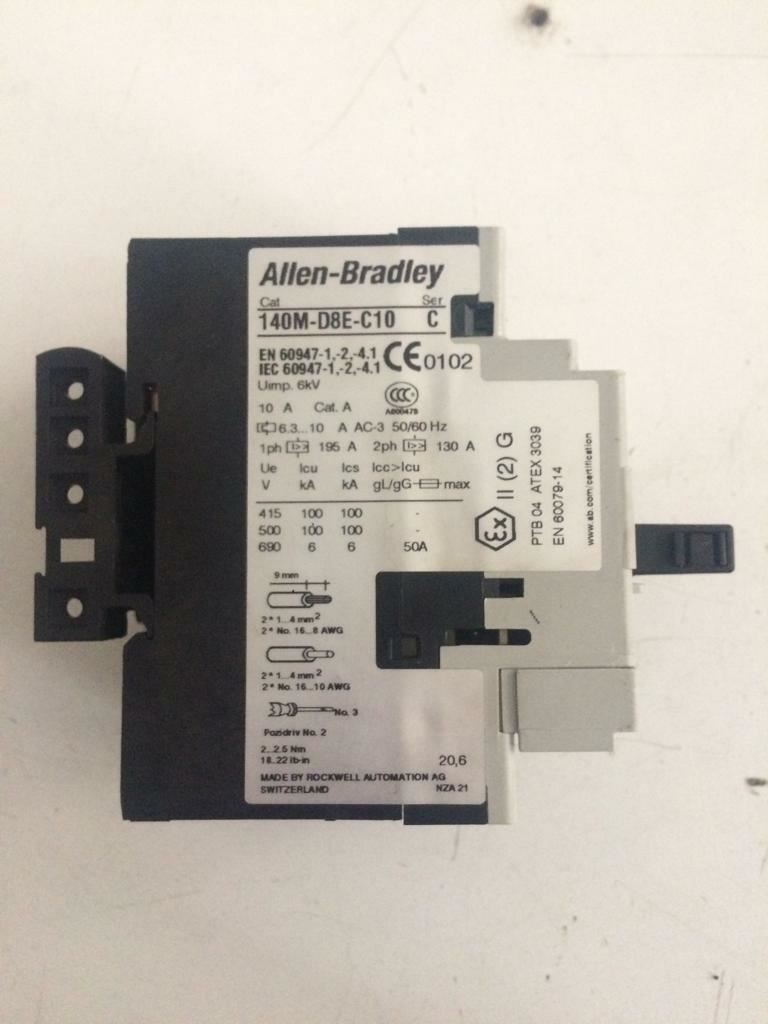 Allen-Bradley
Cat Ser
140M-D8E-C10 C
EN 60947-1,-2,-4.1
IEC 60947-1,-2,-4.1
CE 0102
Uimp. 6kV
CCC
10 A Cat. A
6.3...10 A AC-3 50/60 Hz
1ph I>> 195 A 2ph I>> 130 A
Ue Icu Ics Icc>Icu
V kA kA gL/gG max
415 100 100 -
500 100 100 -
690 6 6 50A
9 mm
2* 1...4 mm²
2* No. 16...8 AWG
2* 1...4 mm²
2* No. 16...10 AWG
No. 3
Pozidriv No. 2
2...2.5 Nm
18..22 lb-in
20,6
MADE BY ROCKWELL AUTOMATION AG
SWITZERLAND NZA 21
Ex II (2) G
PTB 04 ATEX 3039
EN 60079-14
www.ab.com/certification